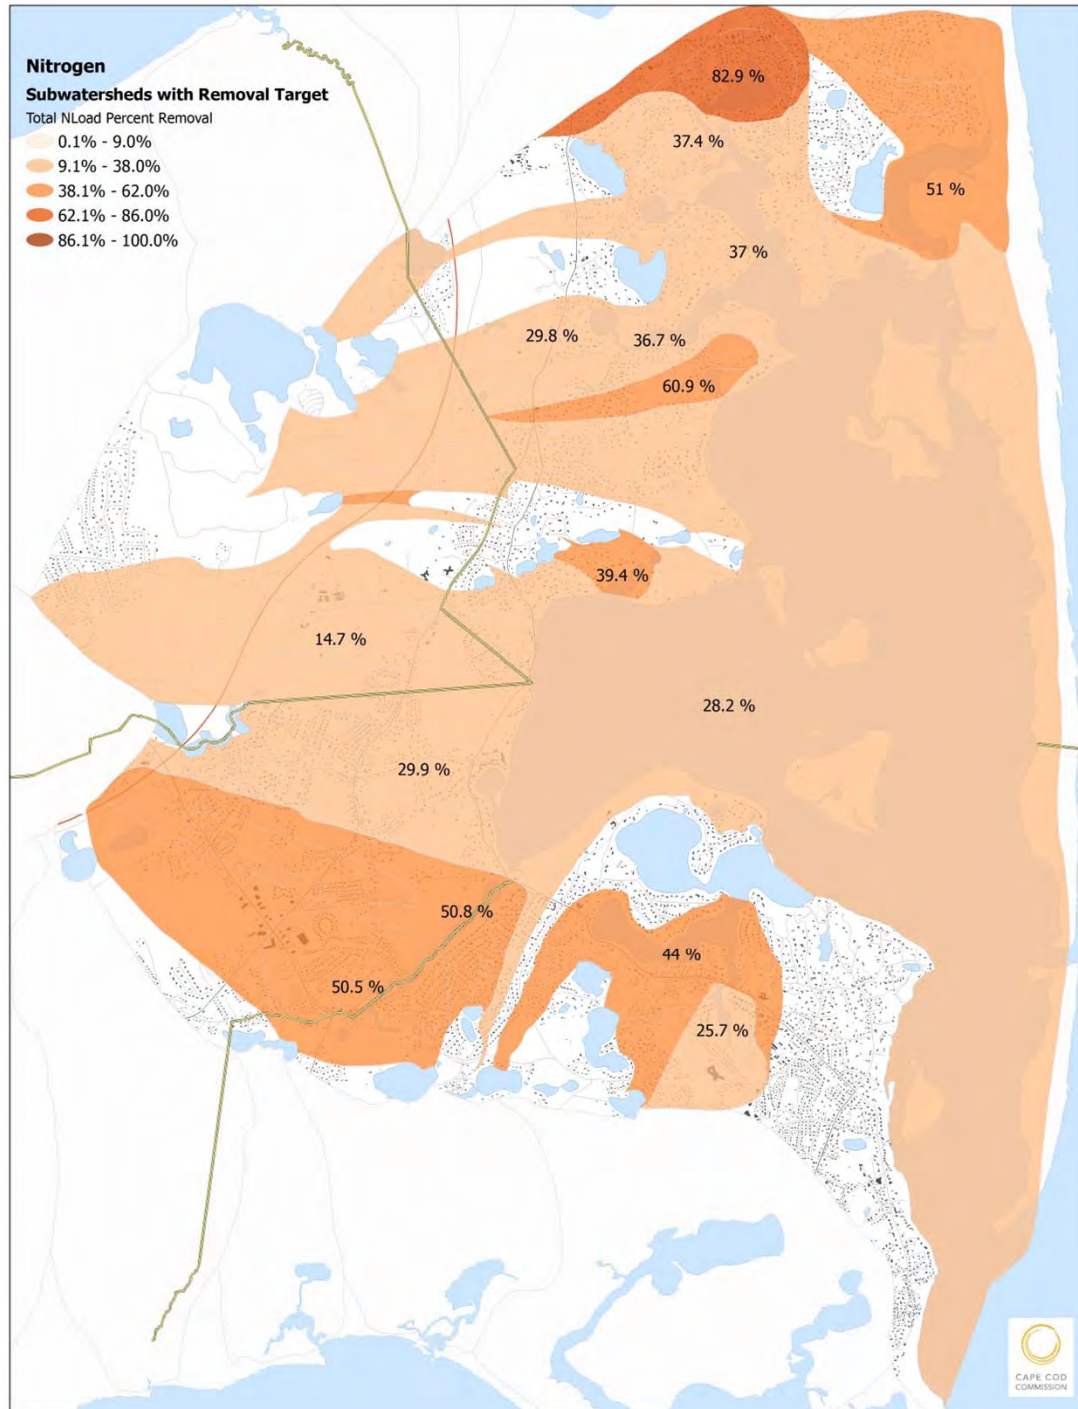 Nitrogen
Subwatersheds with Removal Target
Total NLoad Percent Removal
0.1% - 9.0%
9.1% - 38.0%
38.1% - 62.0%
62.1% - 86.0%
86.1% - 100.0%
82.9 %
37.4 %
51 %
37 %
29.8 %
36.7 %
60.9 %
39.4 %
14.7 %
28.2 %
29.9 %
50.8 %
44 %
50.5 %
25.7 %
CAPE COD
COMMISSION